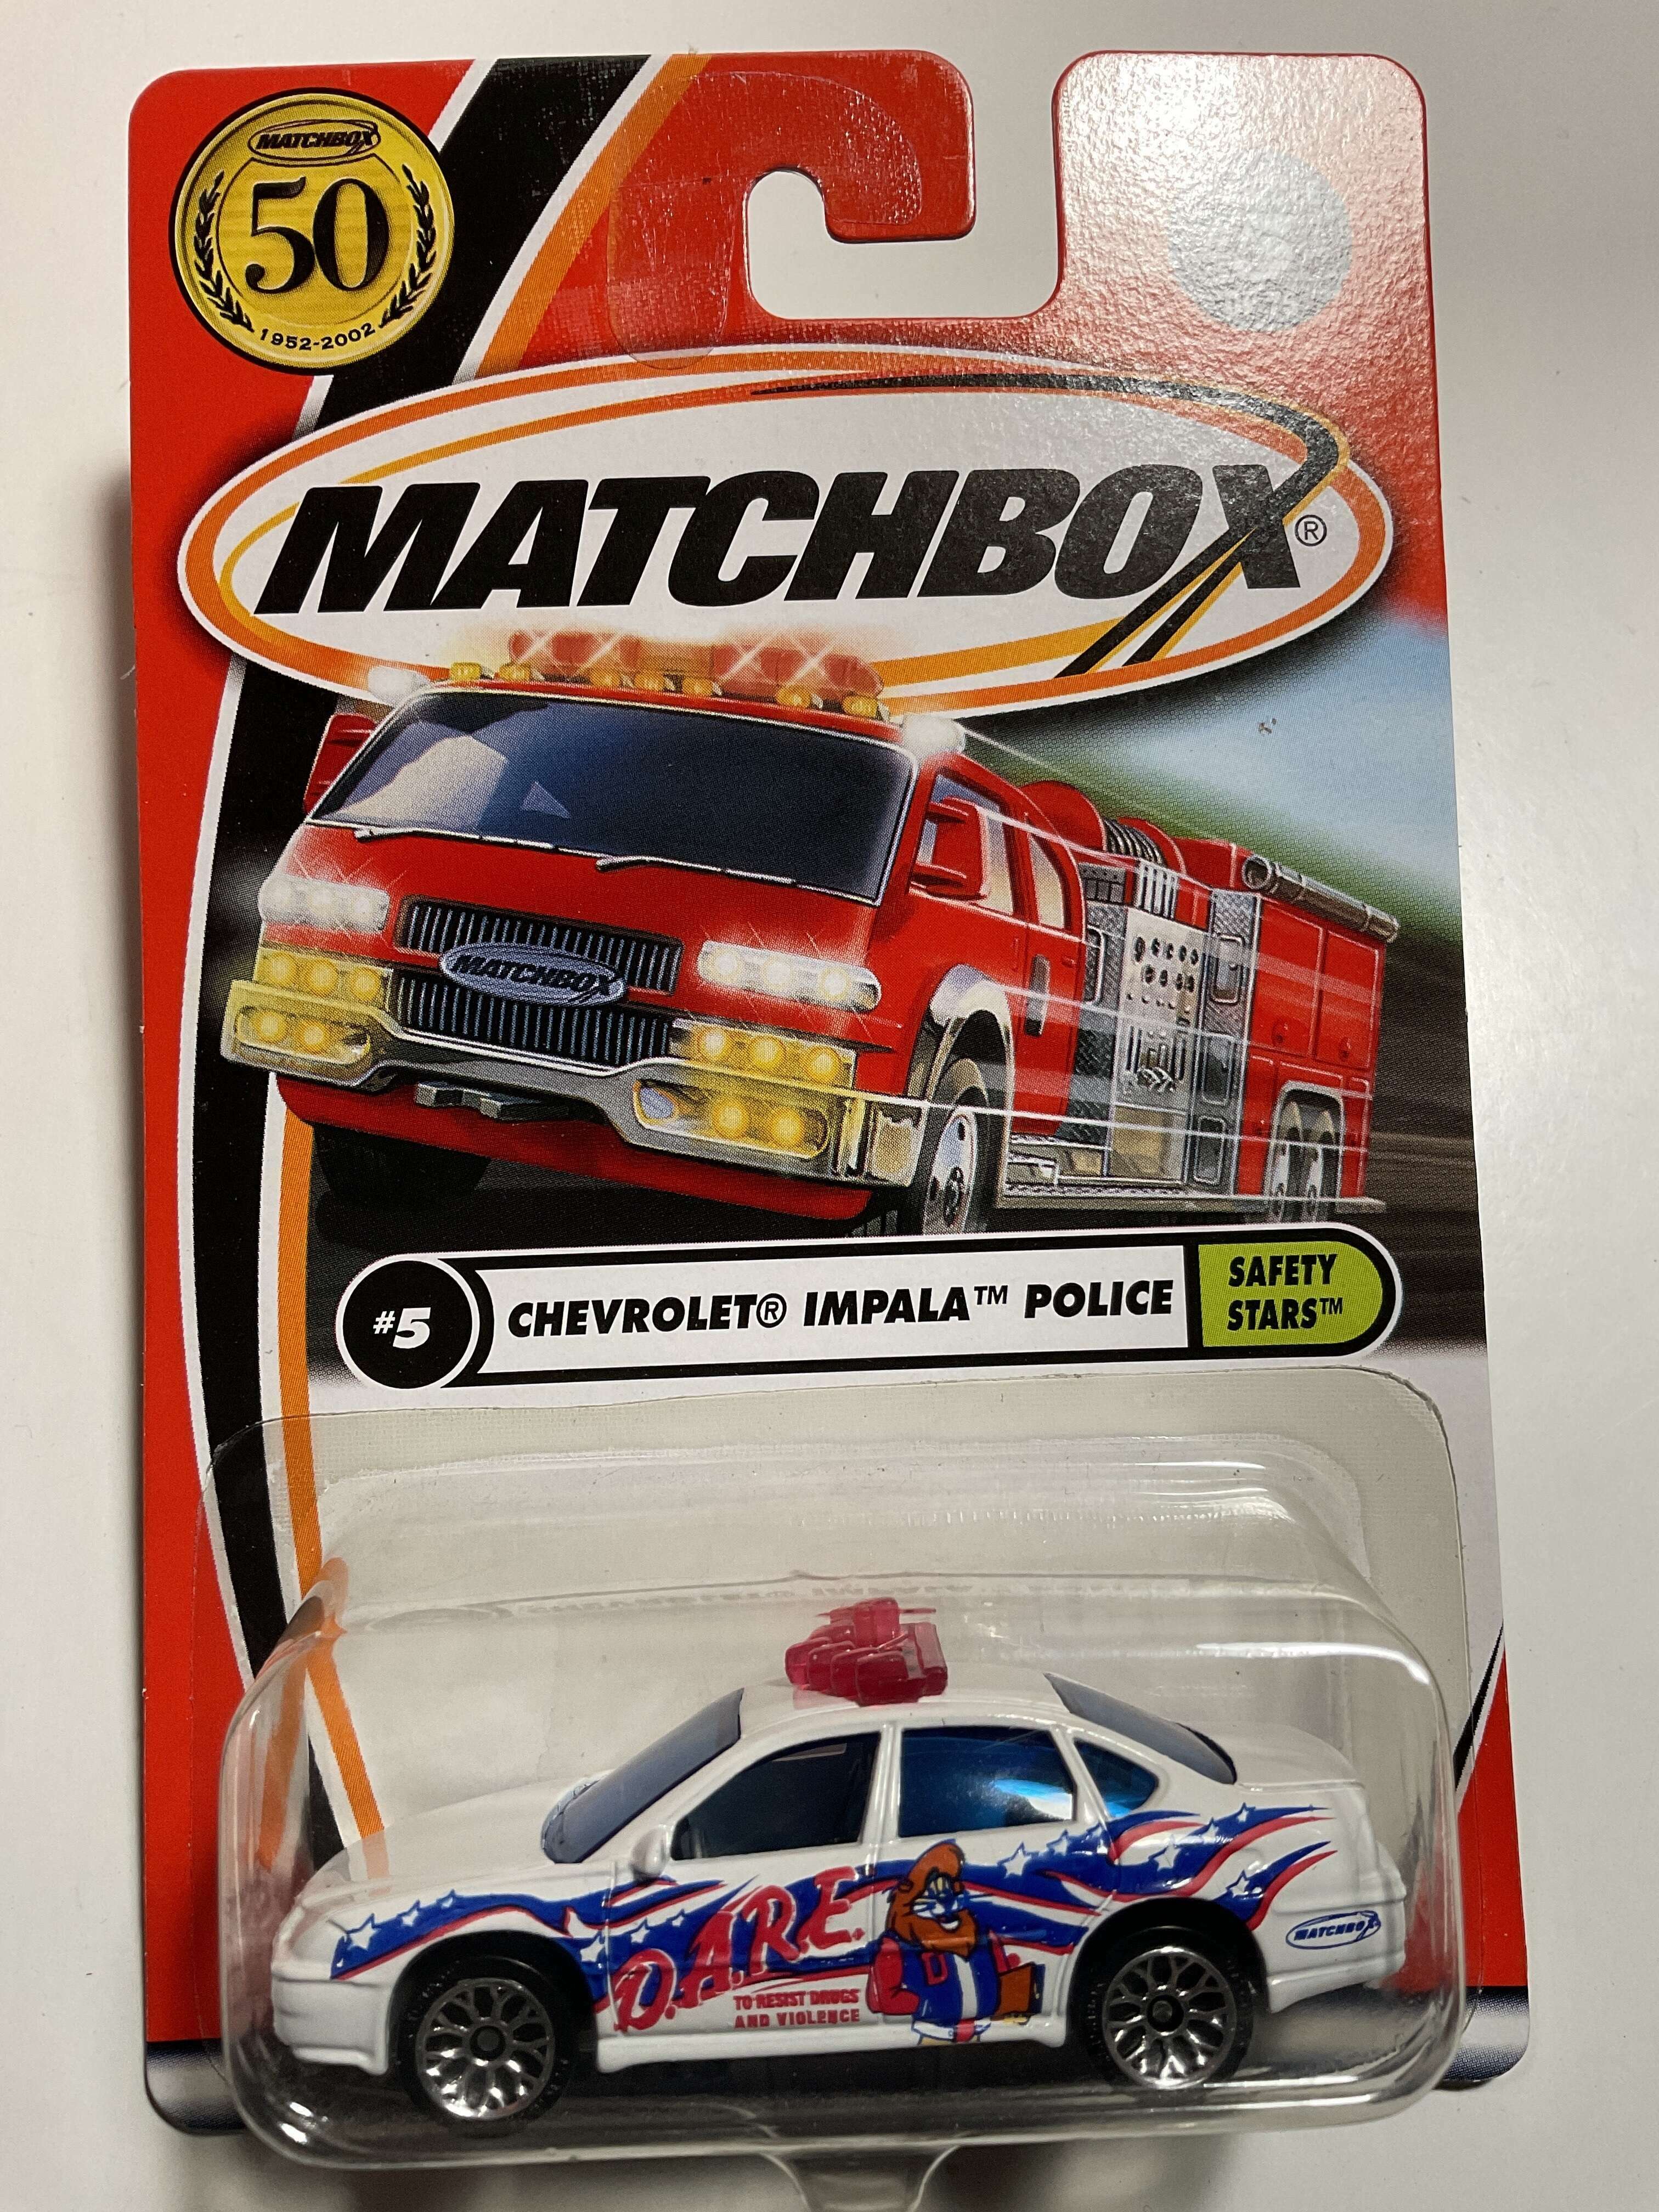 MATCHBOX
50
1952-2002
MATCHBOX®
MATCHBOX
#5
CHEVROLET® IMPALA™ POLICE
SAFETY
STARS™
D.A.R.E.
TO RESIST DRUGS
AND VIOLENCE
MATCHBOX